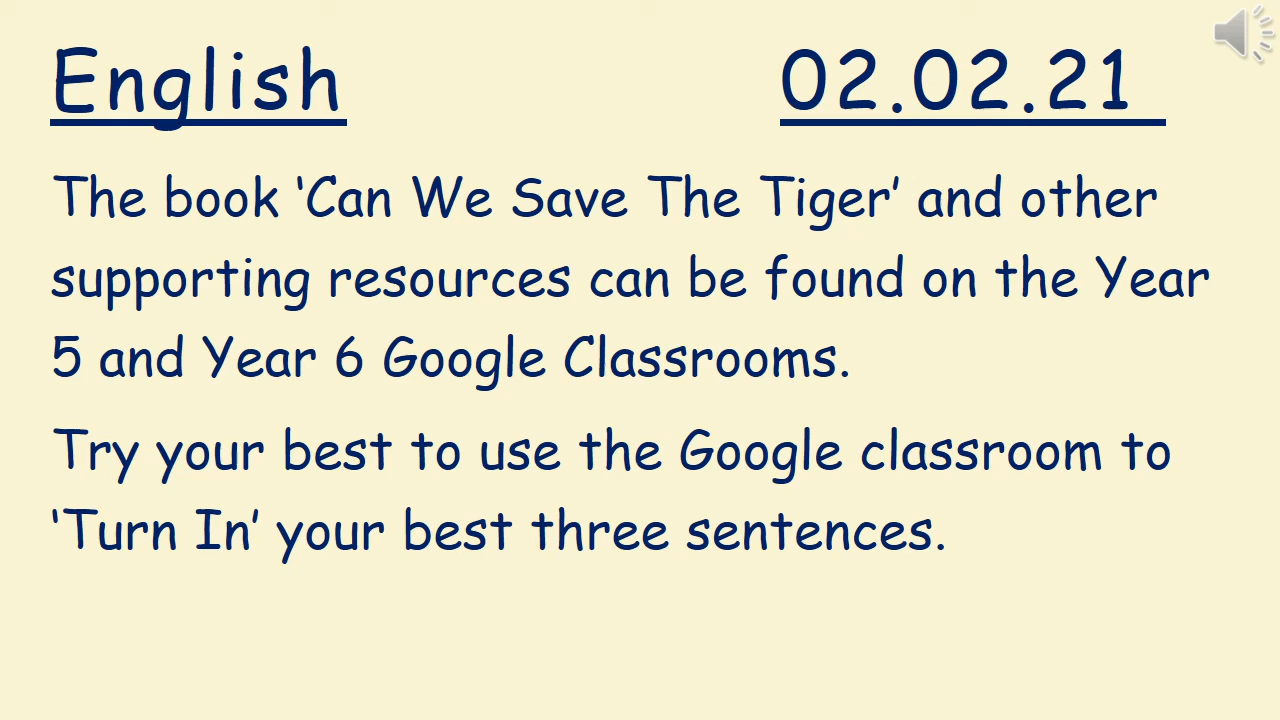 English 02.02.21
The book ‘Can We Save The Tiger’ and other
supporting resources can be found on the Year
5 and Year 6 Google Classrooms.
Try your best to use the Google classroom to
‘Turn In’ your best three sentences.